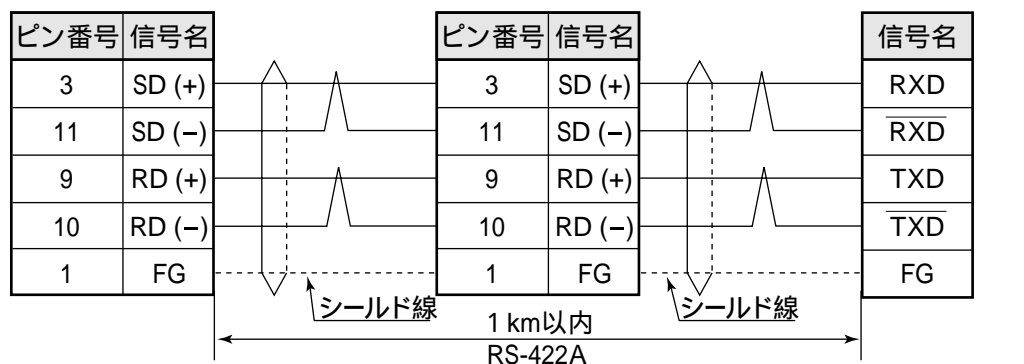 ピン番号 信号名 ピン番号 信号名 信号名
3 SD (+) 3 SD (+) RXD
11 SD (−) 11 SD (−) R̅X̅D̅
9 RD (+) 9 RD (+) TXD
10 RD (−) 10 RD (−) T̅X̅D̅
1 FG 1 FG FG
シールド線 シールド線
1 km以内
RS-422A